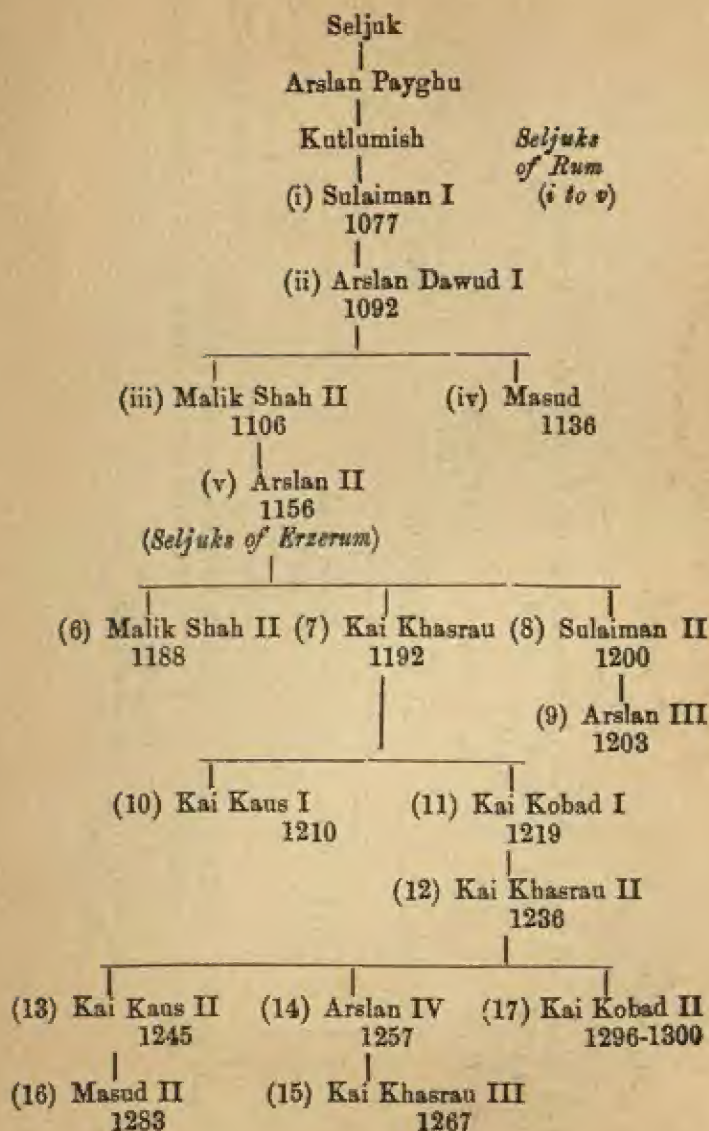 Seljuk
Arslan Payghu
Kutlumish Seljuks
of Rum
(i) Sulaiman I (i to v)
1077
(ii) Arslan Dawud I
1092
(iii) Malik Shah II (iv) Masud
1106 1136
(v) Arslan II
1156
(Seljuks of Erzerum)
(6) Malik Shah II (7) Kai Khasrau (8) Sulaiman II
1188 1192 1200
(9) Arslan III
1203
(10) Kai Kaus I (11) Kai Kobad I
1210 1219
(12) Kai Khasrau II
1236
(13) Kai Kaus II (14) Arslan IV (17) Kai Kobad II
1245 1257 1296-1300
(16) Masud II (15) Kai Khasrau III
1283 1267